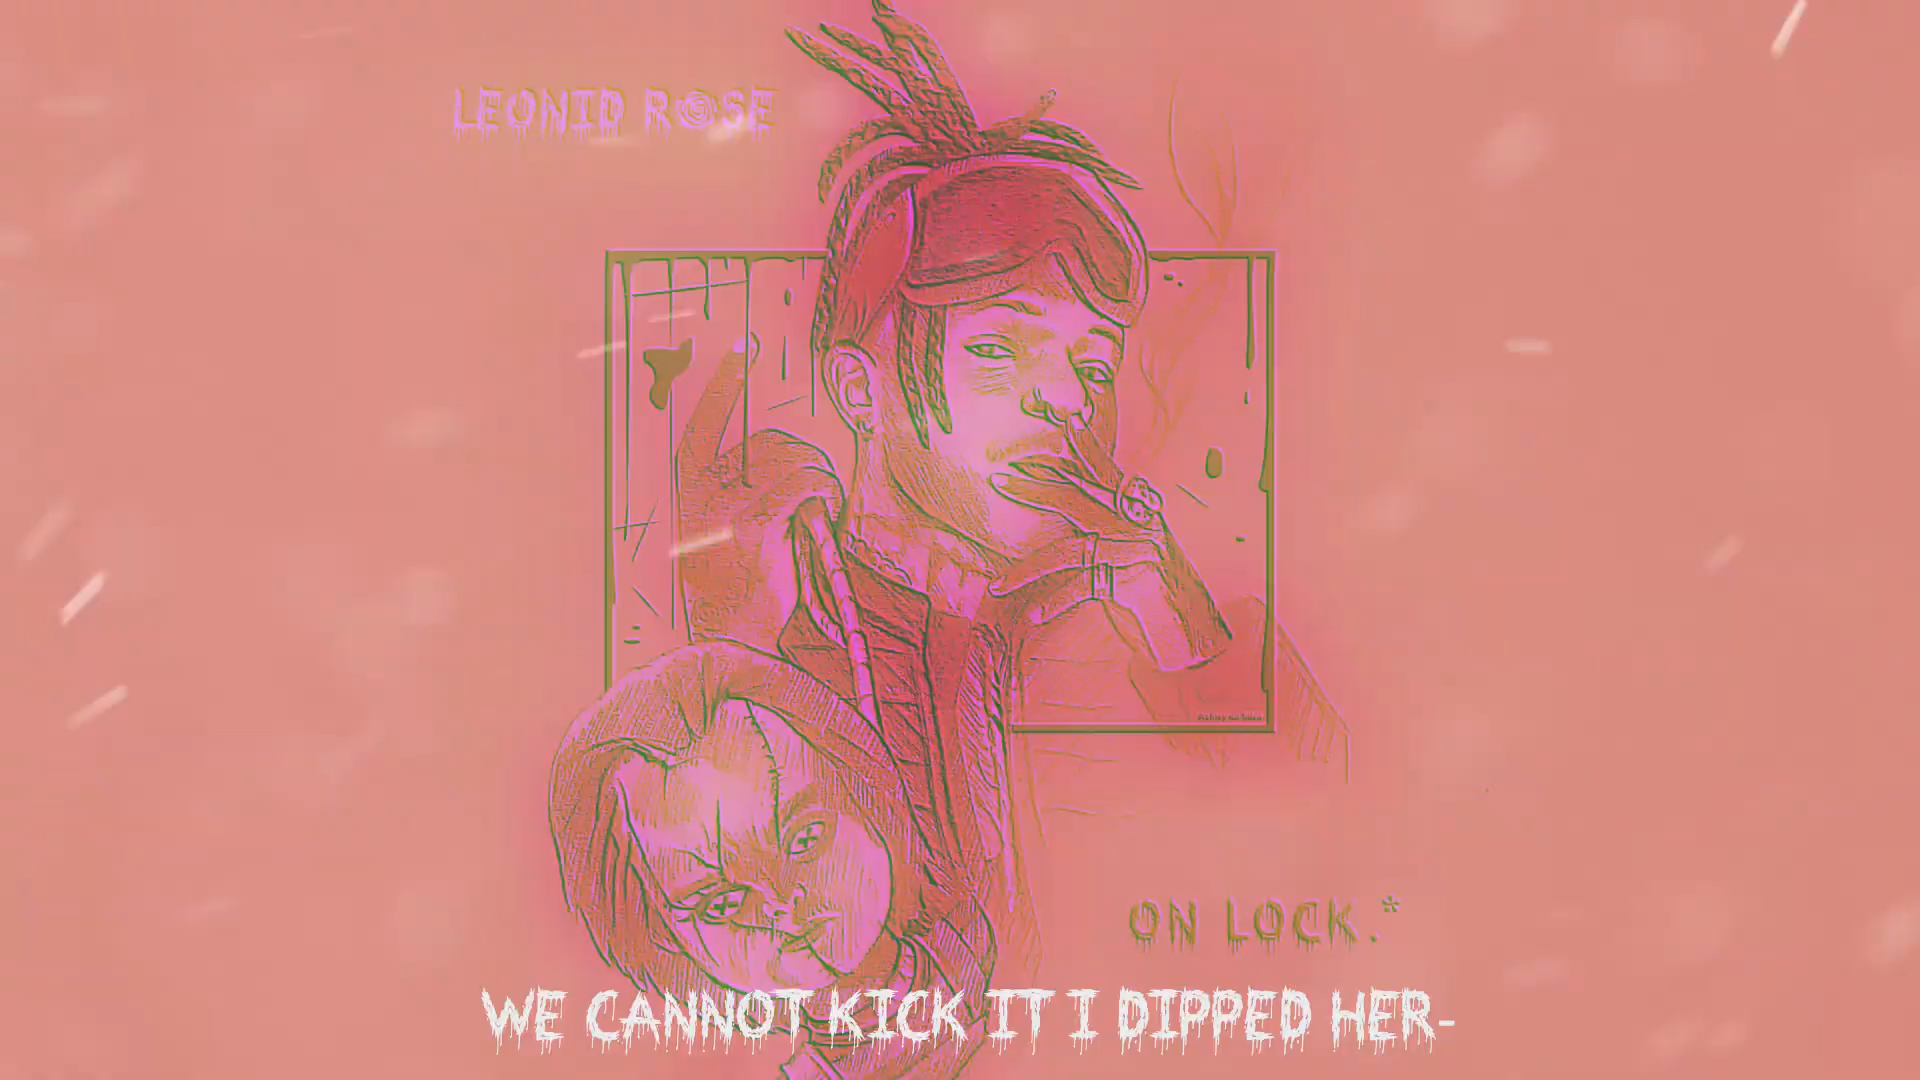 LEONID ROSE
ON LOCK.*
WE CANNOT KICK IT I DIPPED HER-